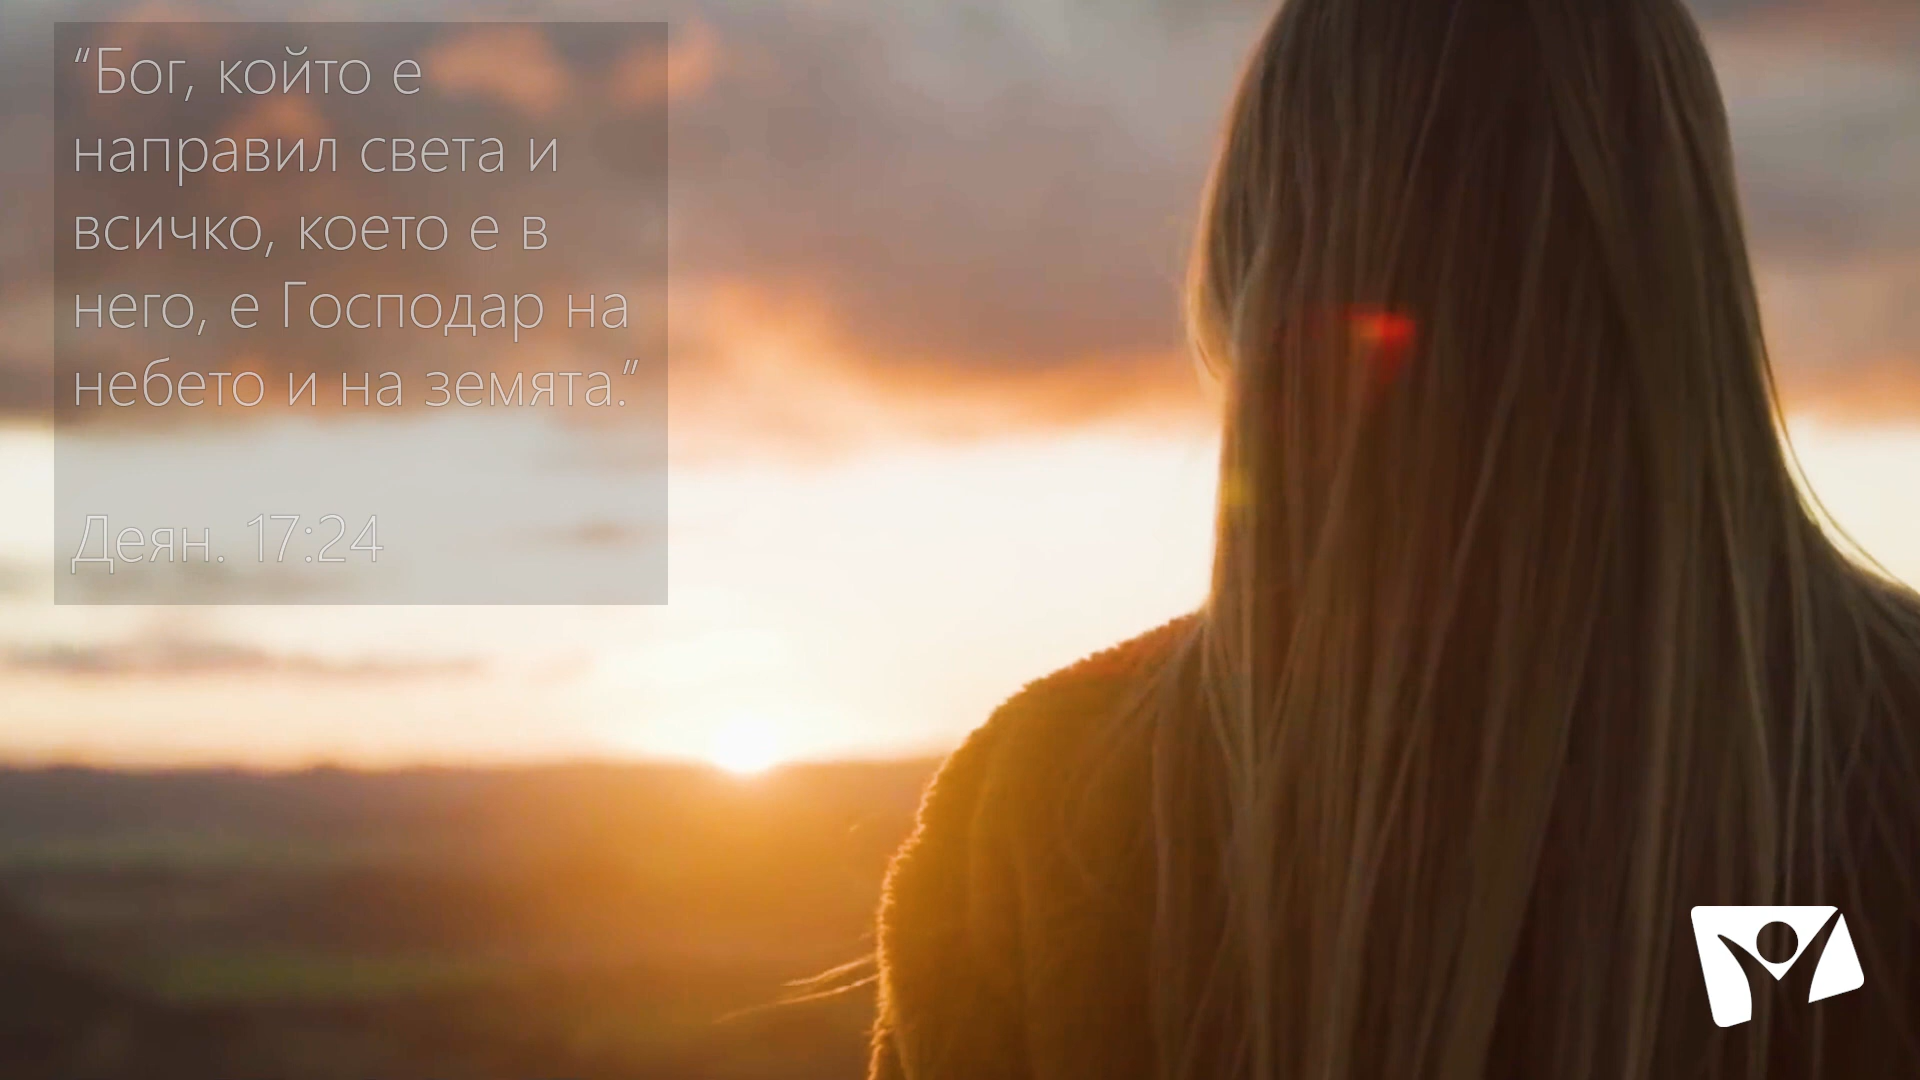 “Бог, който е
направил света и
всичко, което е в
него, е Господар на
небето и на земята.”
Деян. 17:24